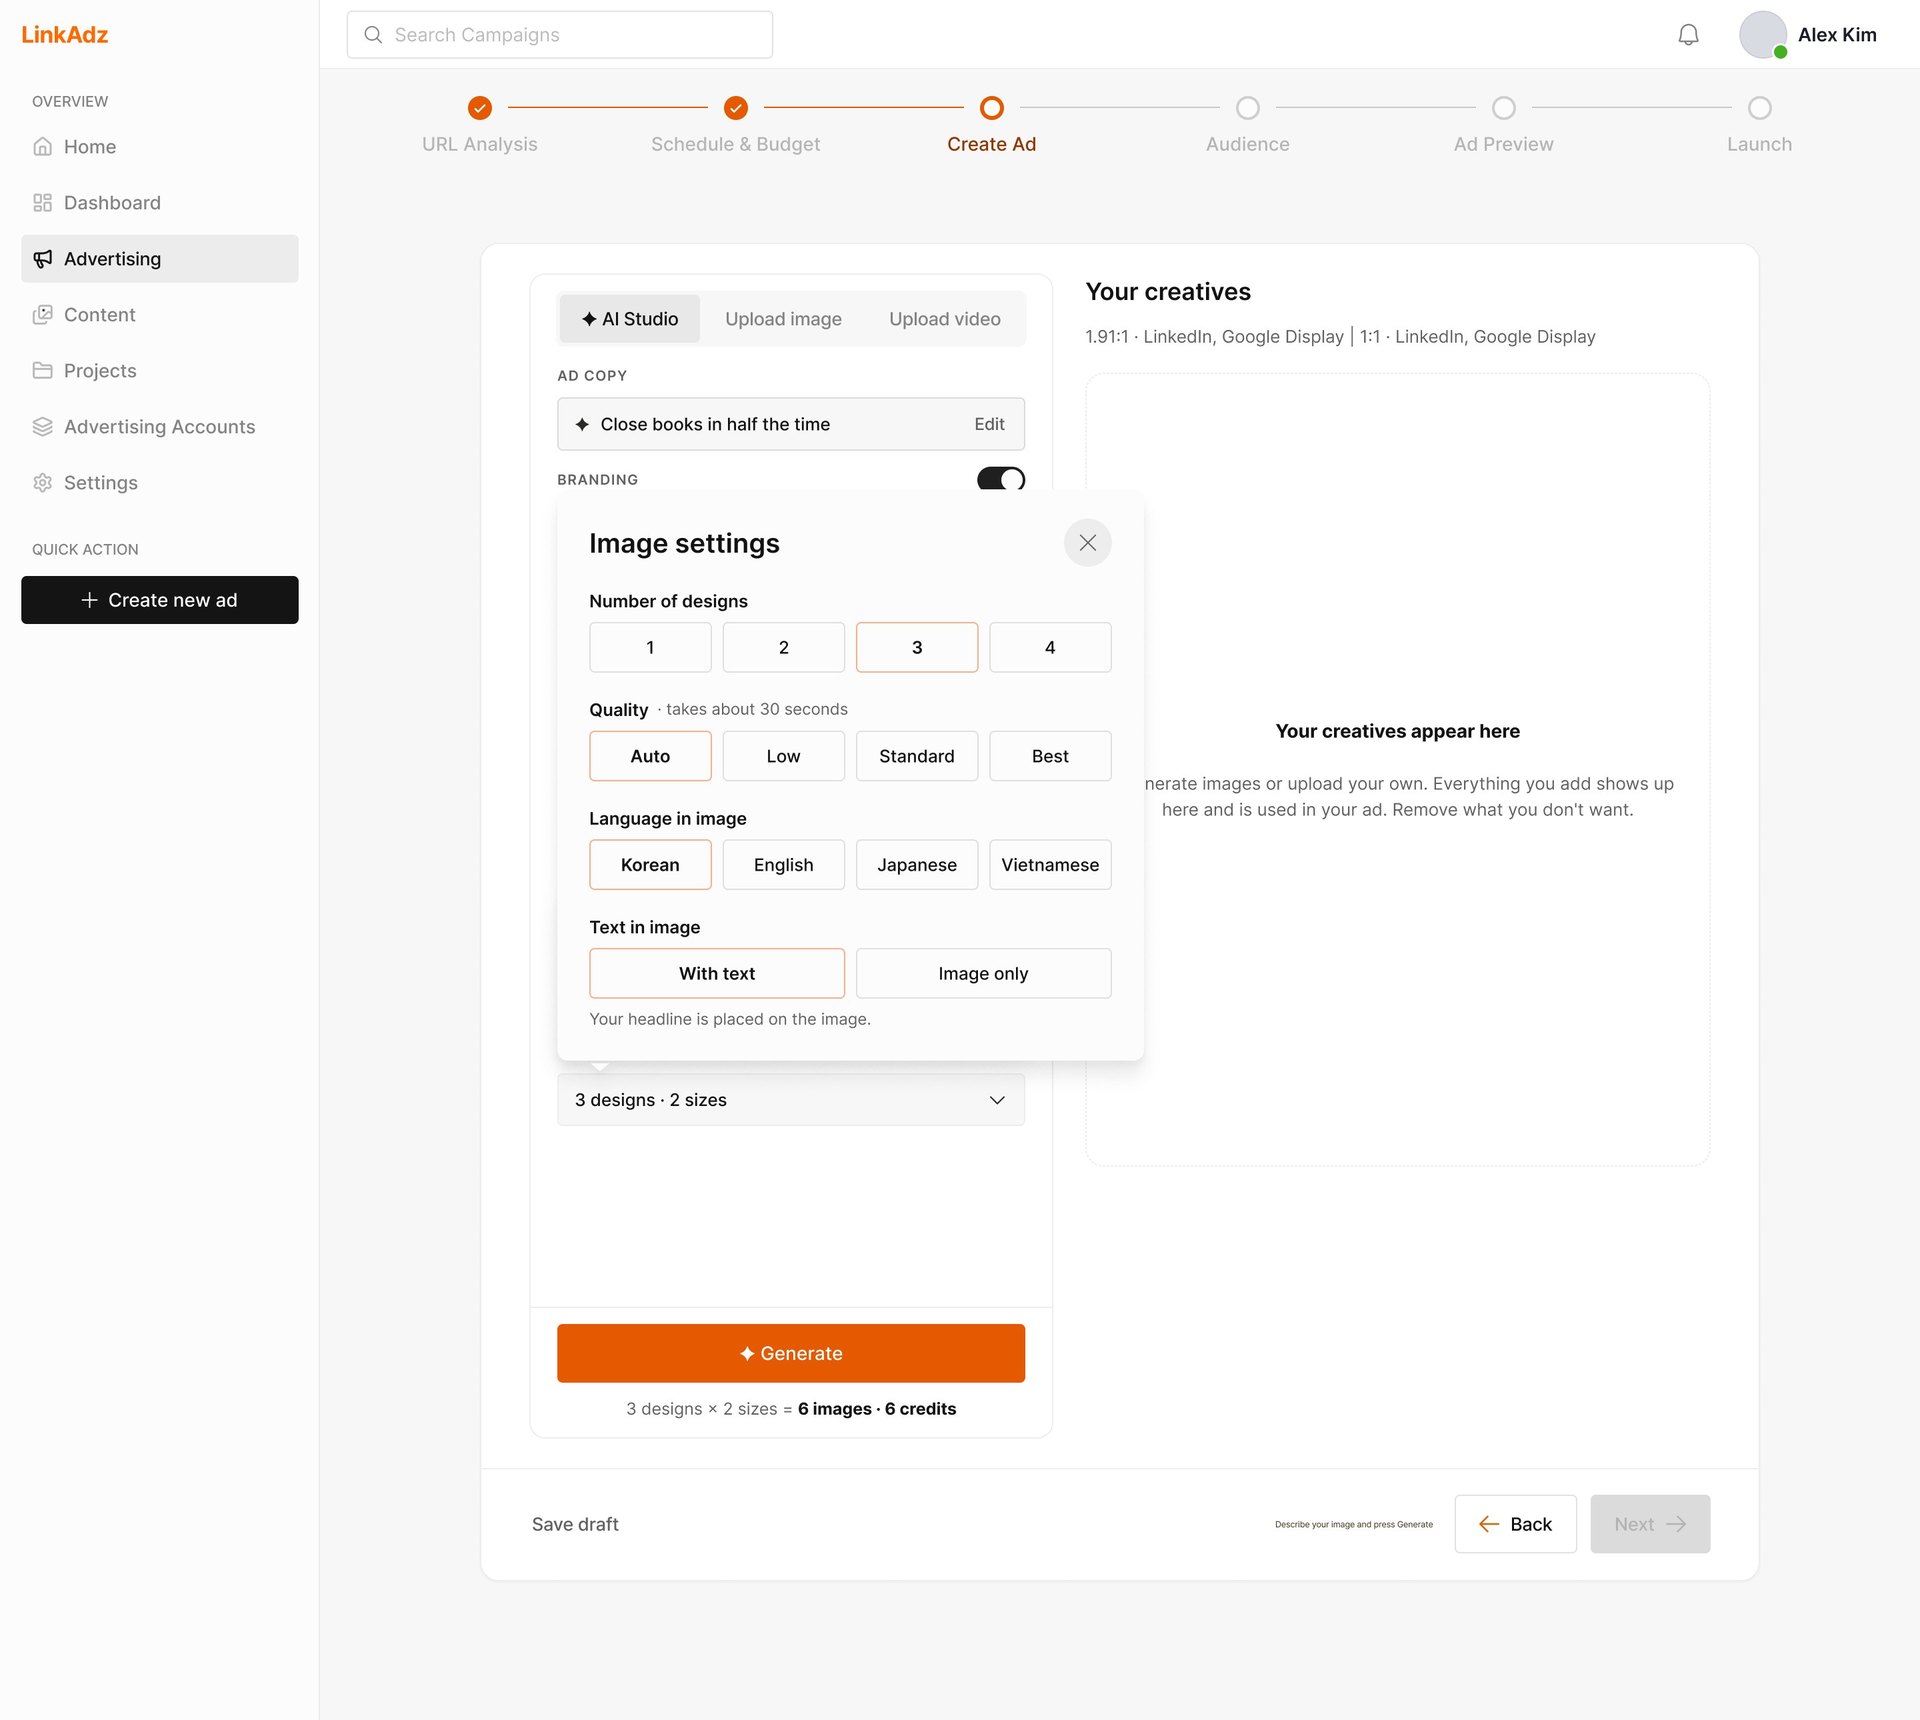 LinkAdz
Search Campaigns
Alex Kim
OVERVIEW
Home
Dashboard
Advertising
Content
Projects
Advertising Accounts
Settings
QUICK ACTION
Create new ad
URL Analysis
Schedule & Budget
Create Ad
Audience
Ad Preview
Launch
AI Studio
Upload image
Upload video
AD COPY
Close books in half the time
Edit
BRANDING
Image settings
Number of designs
1
2
3
4
Quality · takes about 30 seconds
Auto
Low
Standard
Best
Language in image
Korean
English
Japanese
Vietnamese
Text in image
With text
Image only
Your headline is placed on the image.
3 designs · 2 sizes
Generate
3 designs × 2 sizes = 6 images · 6 credits
Your creatives
1.91:1 · LinkedIn, Google Display | 1:1 · LinkedIn, Google Display
Your creatives appear here
nerate images or upload your own. Everything you add shows up
here and is used in your ad. Remove what you don't want.
Save draft
Describe your image and press Generate
Back
Next